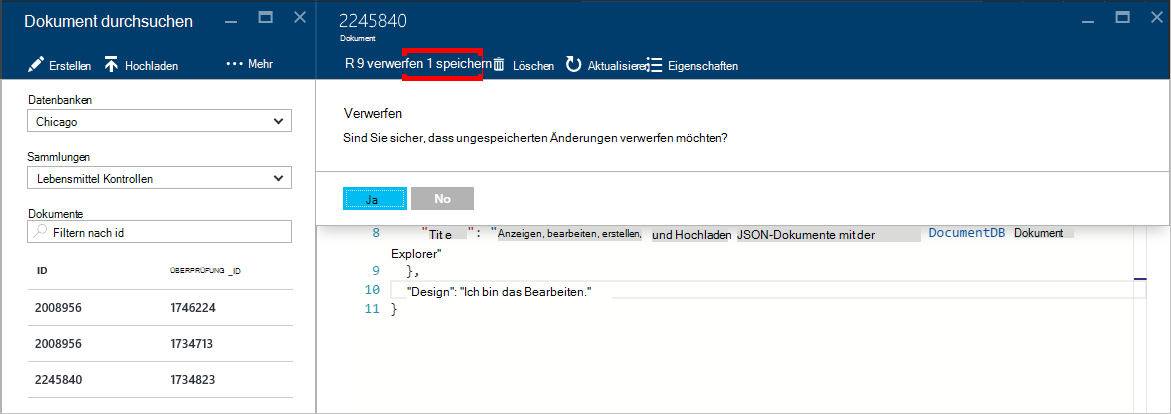 Dokument durchsuchen
Erstellen Hochladen ••• Mehr
Datenbanken
Chicago
Sammlungen
Lebensmittel Kontrollen
Dokumente
Filtern nach id
ID ÜBERPRÜFUNG _ID
2008956 1746224
2008956 1734713
2245840 1734823
2245840
Dokument
R 9 verwerfen 1 speichern Löschen Aktualisieren Eigenschaften
Verwerfen
Sind Sie sicher, dass ungespeicherten Änderungen verwerfen möchten?
Ja No
8 "Tit e ": "Anzeigen, bearbeiten, erstellen, und Hochladen JSON-Dokumente mit der DocumentDB Dokument
Explorer"
9 },
10 "Design": "Ich bin das Bearbeiten."
11 }